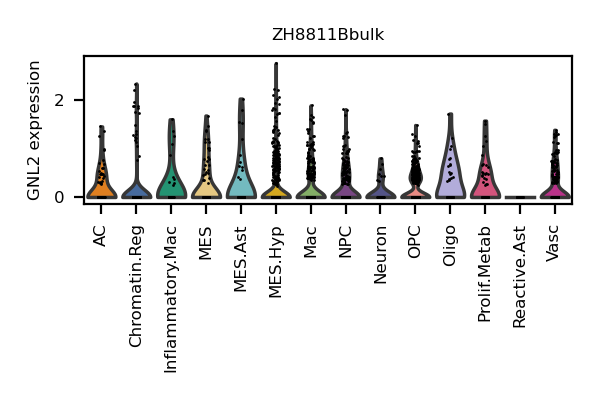 ZH8811Bbulk
GNL2 expression
2
0
AC
Chromatin.Reg
Inflammatory.Mac
MES
MES.Ast
MES.Hyp
Mac
NPC
Neuron
OPC
Oligo
Prolif.Metab
Reactive.Ast
Vasc